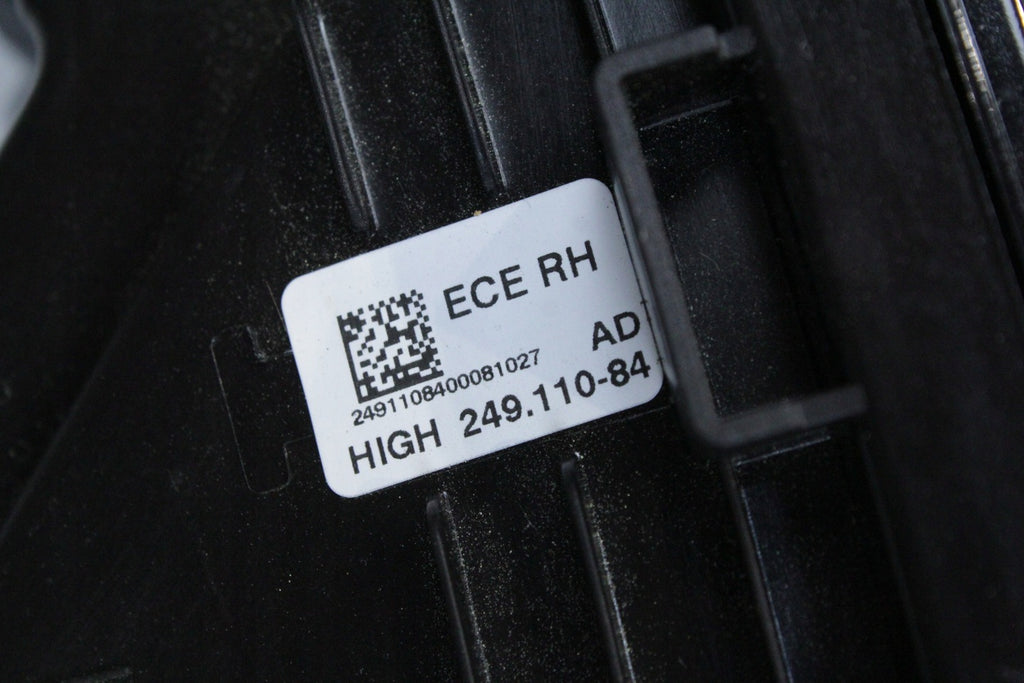 ECE RH
AD
2491108400081027
HIGH 249.110-84